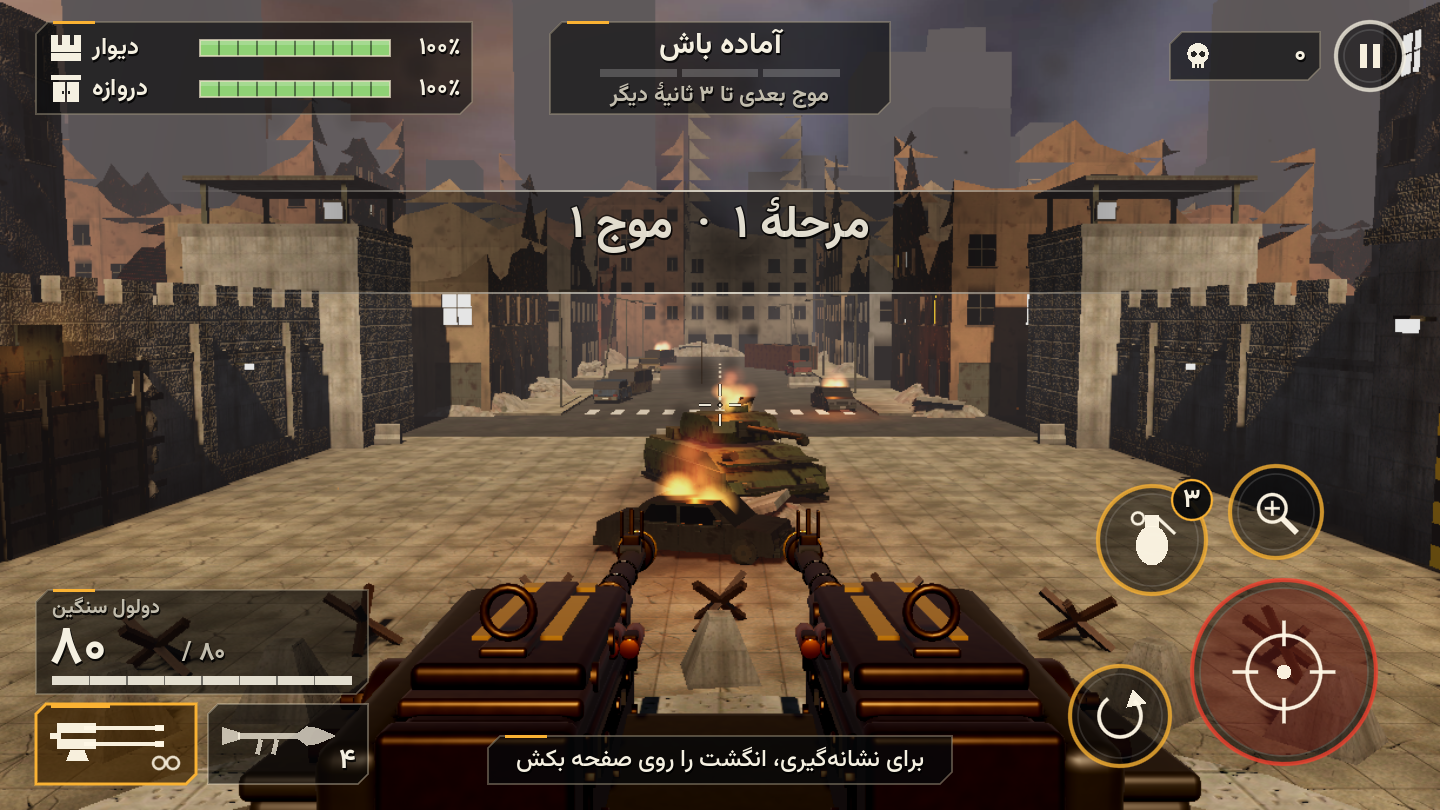 دیوار ۱۰۰٪
دروازه ۱۰۰٪
آماده باش
موج بعدی تا ۳ ثانیهٔ دیگر
۰
مرحلهٔ ۱ · موج ۱
۳
دولول سنگین
۸۰ / ۸۰
∞
۴
برای نشانه‌گیری، انگشت را روی صفحه بکش